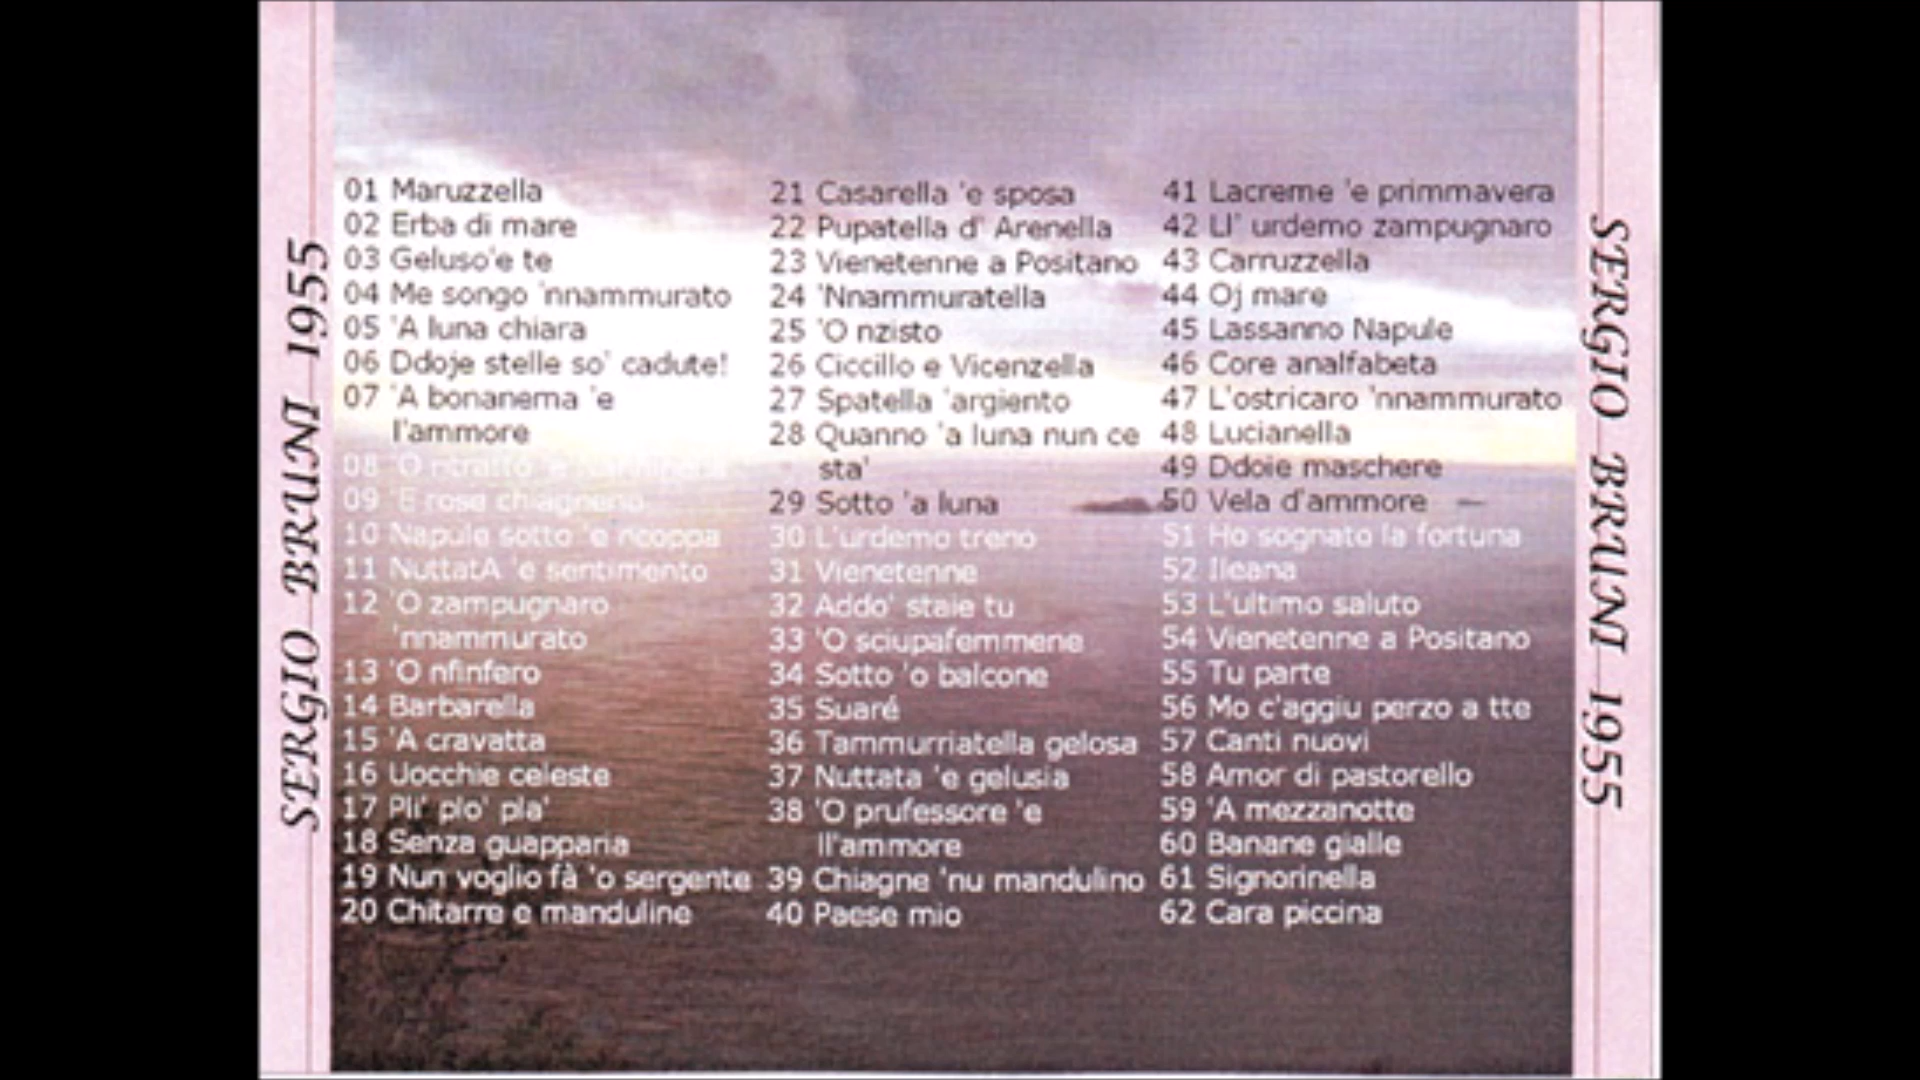 SERGIO BRUNI 1955
01 Maruzzella
02 Erba di mare
03 Geluso'e te
04 Me songo 'nnammurato
05 'A luna chiara
06 Ddoje stelle so' cadute!
07 'A bonanema 'e
l'ammore
08 'O ritratto 'e
09 'E rose chiagneno
10 Napule sotto 'e ncoppa
11 NuttatA 'e sentimento
12 'O zampugnaro
'nnammurato
13 'O nfinfero
14 Barbarella
15 'A cravatta
16 Uocchie celeste
17 Pli' plo' pla'
18 Senza guapparia
19 Nun voglio fà 'o sergente
20 Chitarre e manduline
21 Casarella 'e sposa
22 Pupatella d' Arenella
23 Vienetenne a Positano
24 'Nnammuratella
25 'O nzisto
26 Ciccillo e Vicenzella
27 Spatella 'argiento
28 Quanno 'a luna nun ce
sta'
29 Sotto 'a luna
30 L'urdemo treno
31 Vienetenne
32 Addo' staie tu
33 'O sciupafemmene
34 Sotto 'o balcone
35 Suaré
36 Tammurriatella gelosa
37 Nuttata 'e gelusia
38 'O prufessore 'e
ll'ammore
39 Chiagne 'nu mandulino
40 Paese mio
41 Lacreme 'e primmavera
42 Ll' urdemo zampugnaro
43 Carruzzella
44 Oj mare
45 Lassanno Napule
46 Core analfabeta
47 L'ostricaro 'nnammurato
48 Lucianella
49 Ddoie maschere
50 Vela d'ammore
51 Ho sognato la fortuna
52 Ileana
53 L'ultimo saluto
54 Vienetenne a Positano
55 Tu parte
56 Mo c'aggiu perzo a tte
57 Canti nuovi
58 Amor di pastorello
59 'A mezzanotte
60 Banane gialle
61 Signorinella
62 Cara piccina
SERGIO BRUNI 1955